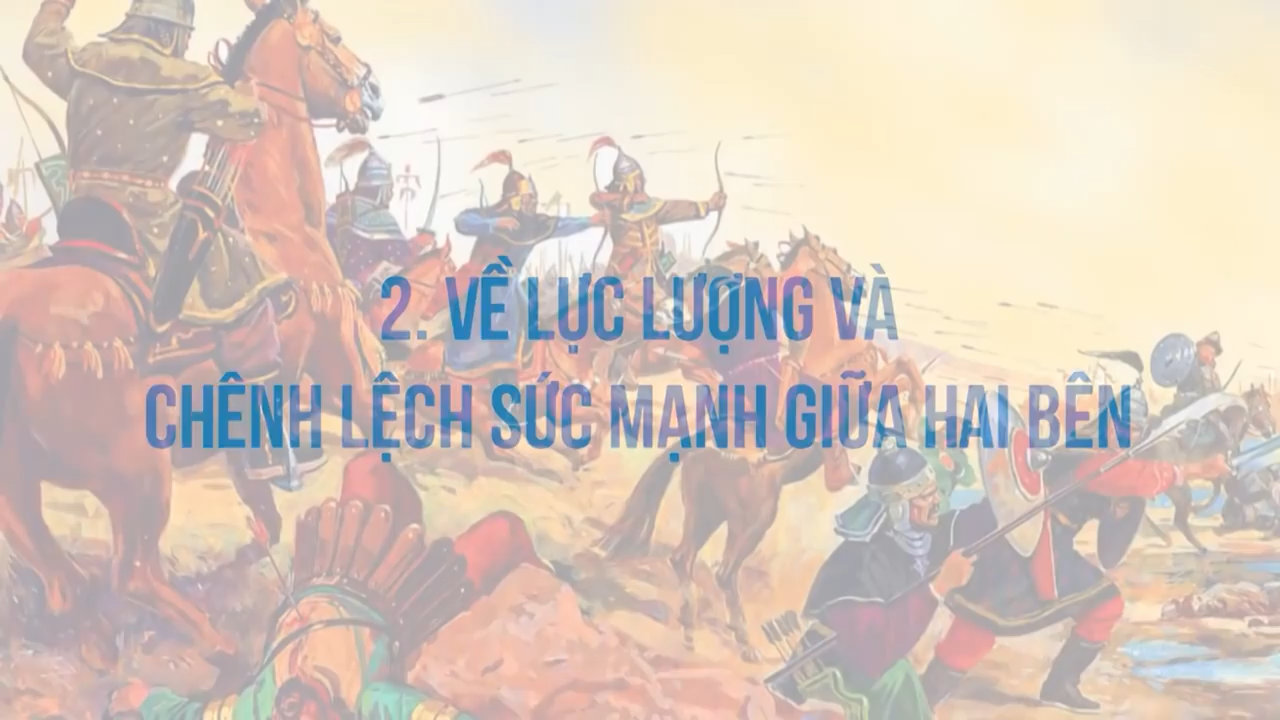 2. VỀ LỰC LƯỢNG VÀ
CHÊNH LỆCH SỨC MẠNH GIỮA HAI BÊN